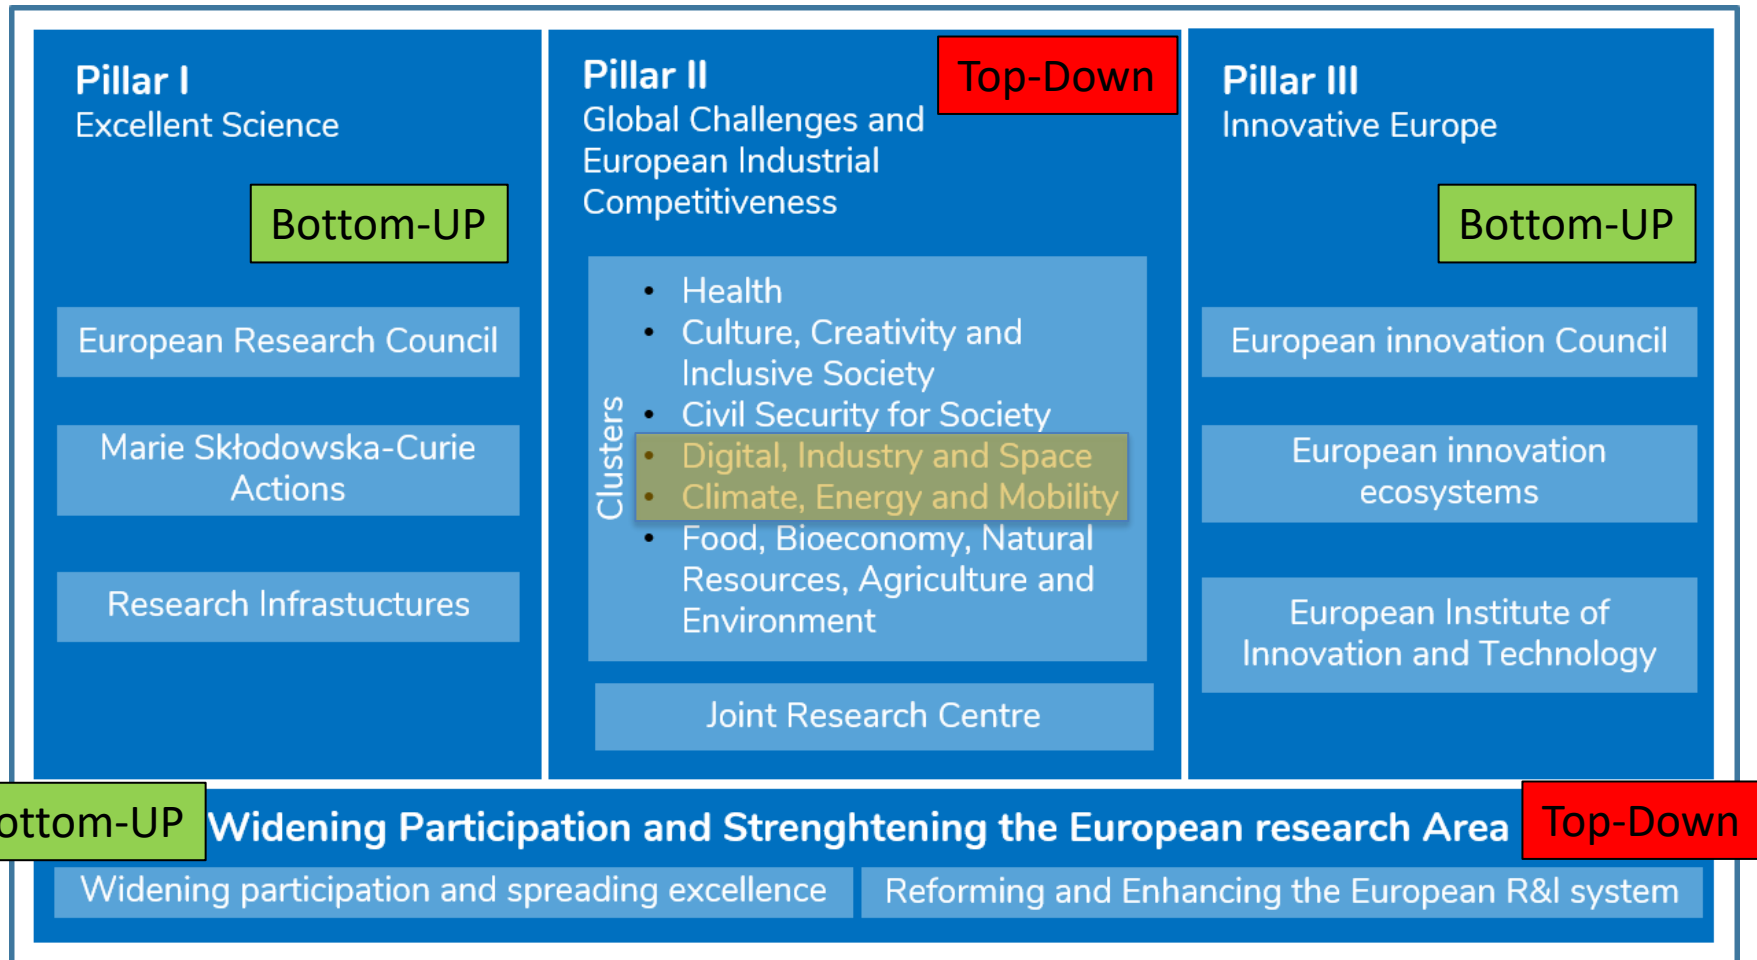 Pillar I
Excellent Science
Bottom-UP
European Research Council
Marie Skłodowska-Curie
Actions
Research Infrastuctures
Pillar II
Top-Down
Global Challenges and
European Industrial
Competitiveness
Clusters
• Health
• Culture, Creativity and
Inclusive Society
• Civil Security for Society
• Digital, Industry and Space
• Climate, Energy and Mobility
• Food, Bioeconomy, Natural
Resources, Agriculture and
Environment
Joint Research Centre
Pillar III
Innovative Europe
Bottom-UP
European innovation Council
European innovation
ecosystems
European Institute of
Innovation and Technology
ottom-UP
Widening Participation and Strenghtening the European research Area
Top-Down
Widening participation and spreading excellence
Reforming and Enhancing the European R&I system